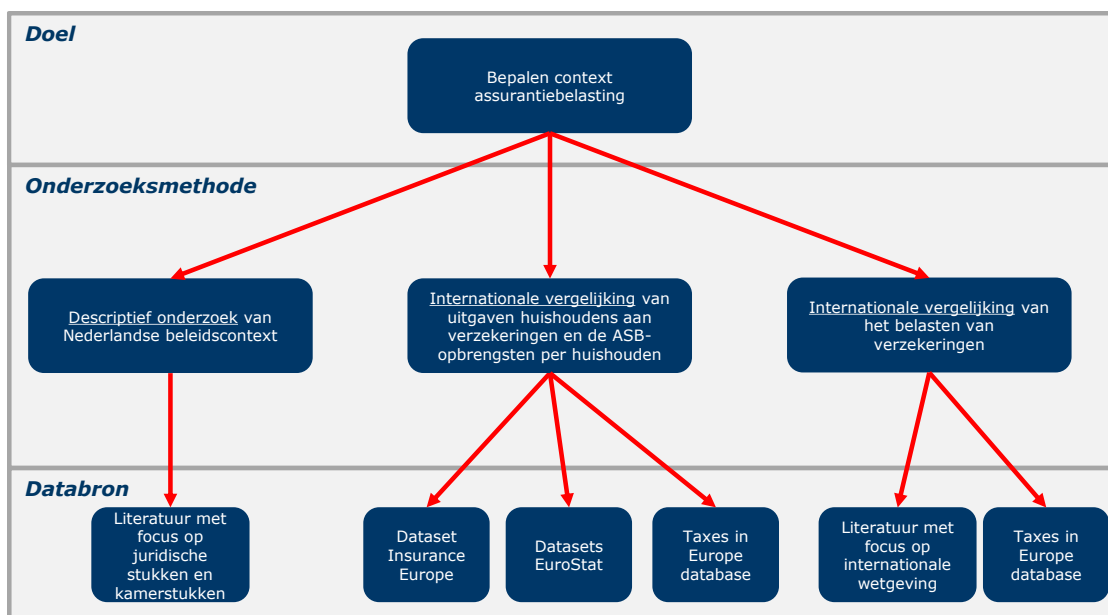 Doel
Bepalen context
assurantiebelasting
Onderzoeksmethode
Descriptief onderzoek van
Nederlandse beleidscontext
Internationale vergelijking van
uitgaven huishoudens aan
verzekeringen en de ASB-
opbrengsten per huishouden
Internationale vergelijking van
het belasten van
verzekeringen
Databron
Literatuur met
focus op
juridische
stukken en
kamerstukken
Dataset
Insurance
Europe
Datasets
EuroStat
Taxes in
Europe
database
Literatuur met
focus op
internationale
wetgeving
Taxes in
Europe
database